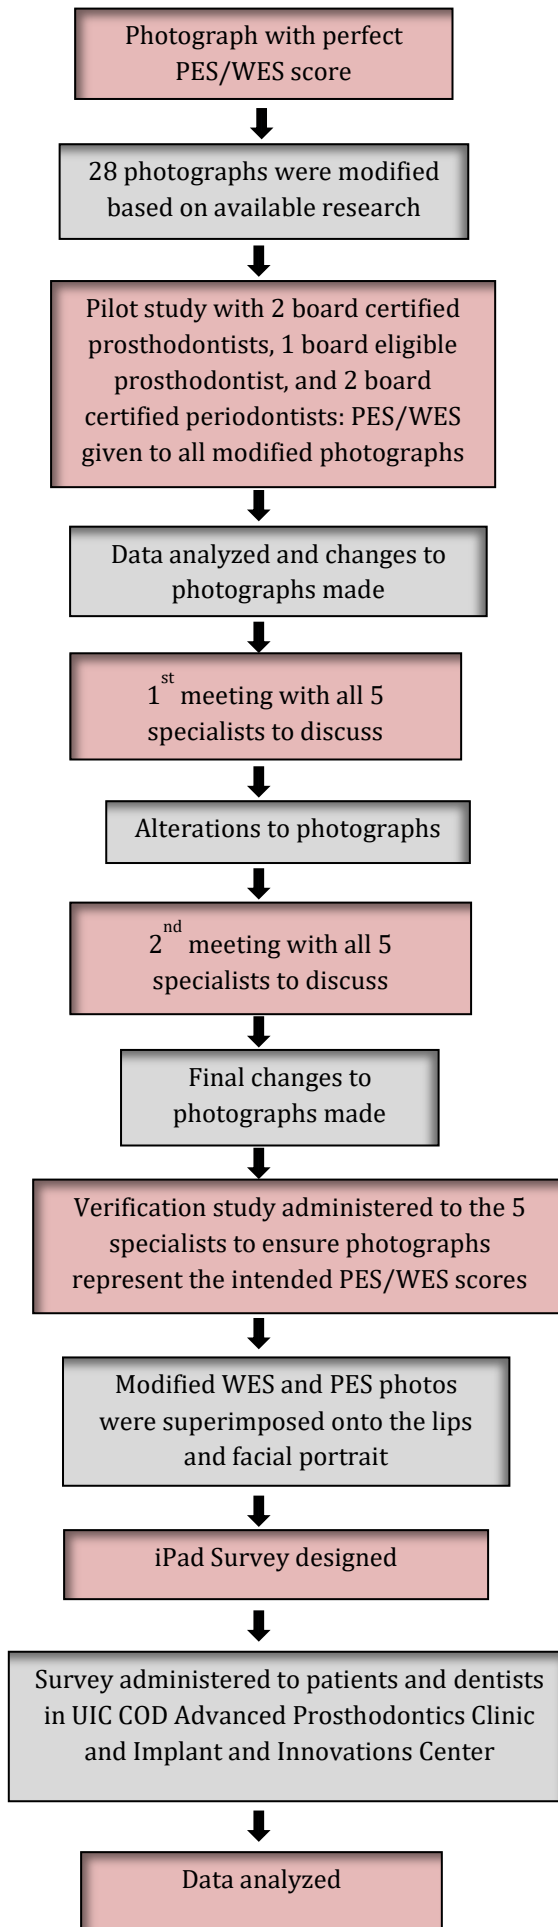 Photograph with perfect
PES/WES score
28 photographs were modified
based on available research
Pilot study with 2 board certified
prosthodontists, 1 board eligible
prosthodontist, and 2 board
certified periodontists: PES/WES
given to all modified photographs
Data analyzed and changes to
photographs made
1st meeting with all 5
specialists to discuss
Alterations to photographs
2nd meeting with all 5
specialists to discuss
Final changes to
photographs made
Verification study administered to the 5
specialists to ensure photographs
represent the intended PES/WES scores
Modified WES and PES photos
were superimposed onto the lips
and facial portrait
iPad Survey designed
Survey administered to patients and dentists
in UIC COD Advanced Prosthodontics Clinic
and Implant and Innovations Center
Data analyzed